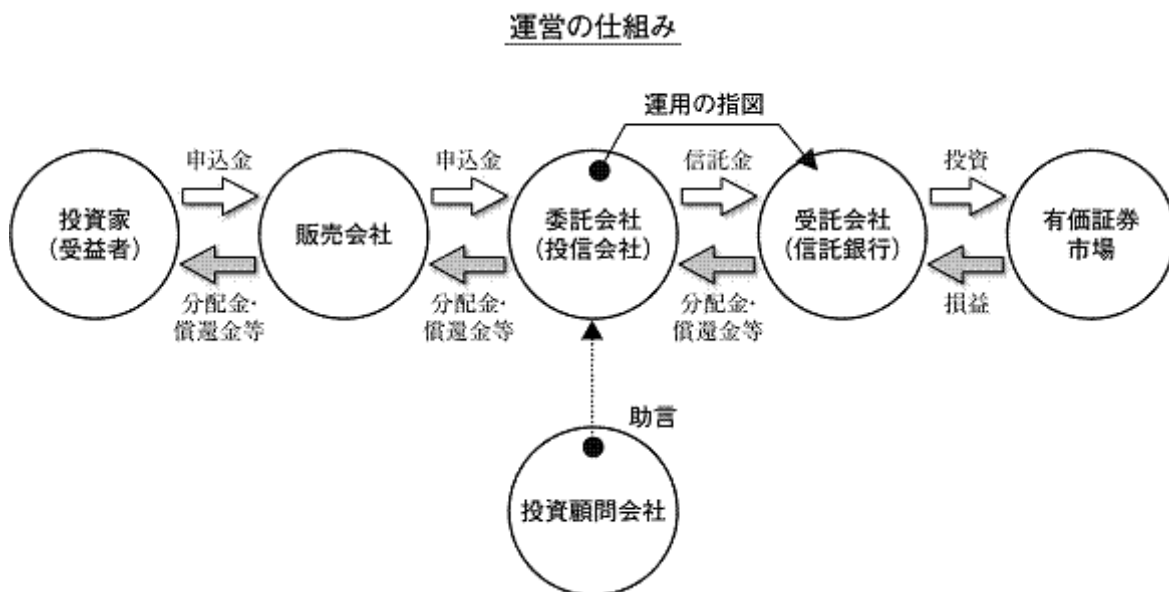 運営の仕組み
運用の指図
申込金
申込金
信託金
投資
投資家
(受益者)
販売会社
委託会社
(投信会社)
受託会社
(信託銀行)
有価証券
市場
分配金・
償還金等
分配金・
償還金等
分配金・
償還金等
損益
助言
投資顧問会社